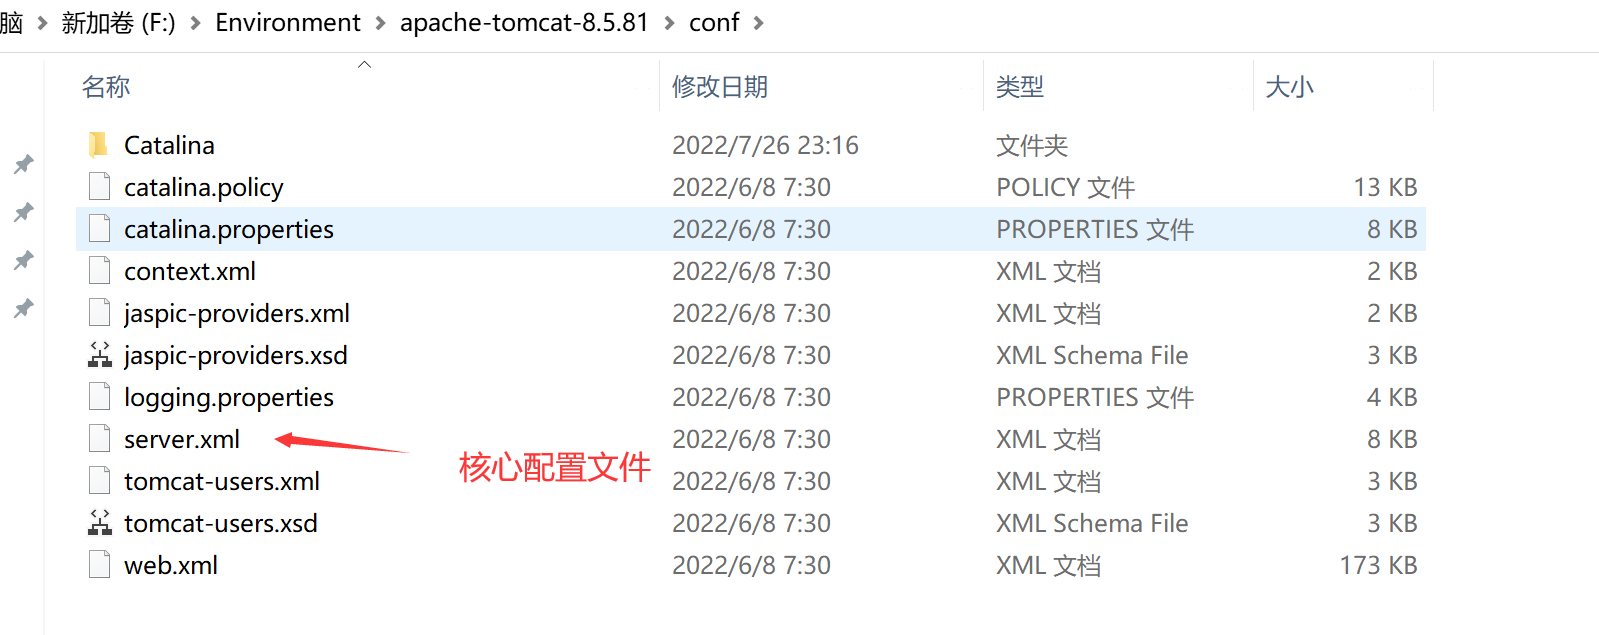 脑 > 新加卷 (F:) > Environment > apache-tomcat-8.5.81 > conf >
名称 修改日期 类型 大小
Catalina 2022/7/26 23:16 文件夹
catalina.policy 2022/6/8 7:30 POLICY 文件 13 KB
catalina.properties 2022/6/8 7:30 PROPERTIES 文件 8 KB
context.xml 2022/6/8 7:30 XML 文档 2 KB
jaspic-providers.xml 2022/6/8 7:30 XML 文档 2 KB
jaspic-providers.xsd 2022/6/8 7:30 XML Schema File 3 KB
logging.properties 2022/6/8 7:30 PROPERTIES 文件 4 KB
server.xml 2022/6/8 7:30 XML 文档 8 KB
核心配置文件
tomcat-users.xml 2022/6/8 7:30 XML 文档 3 KB
tomcat-users.xsd 2022/6/8 7:30 XML Schema File 3 KB
web.xml 2022/6/8 7:30 XML 文档 173 KB